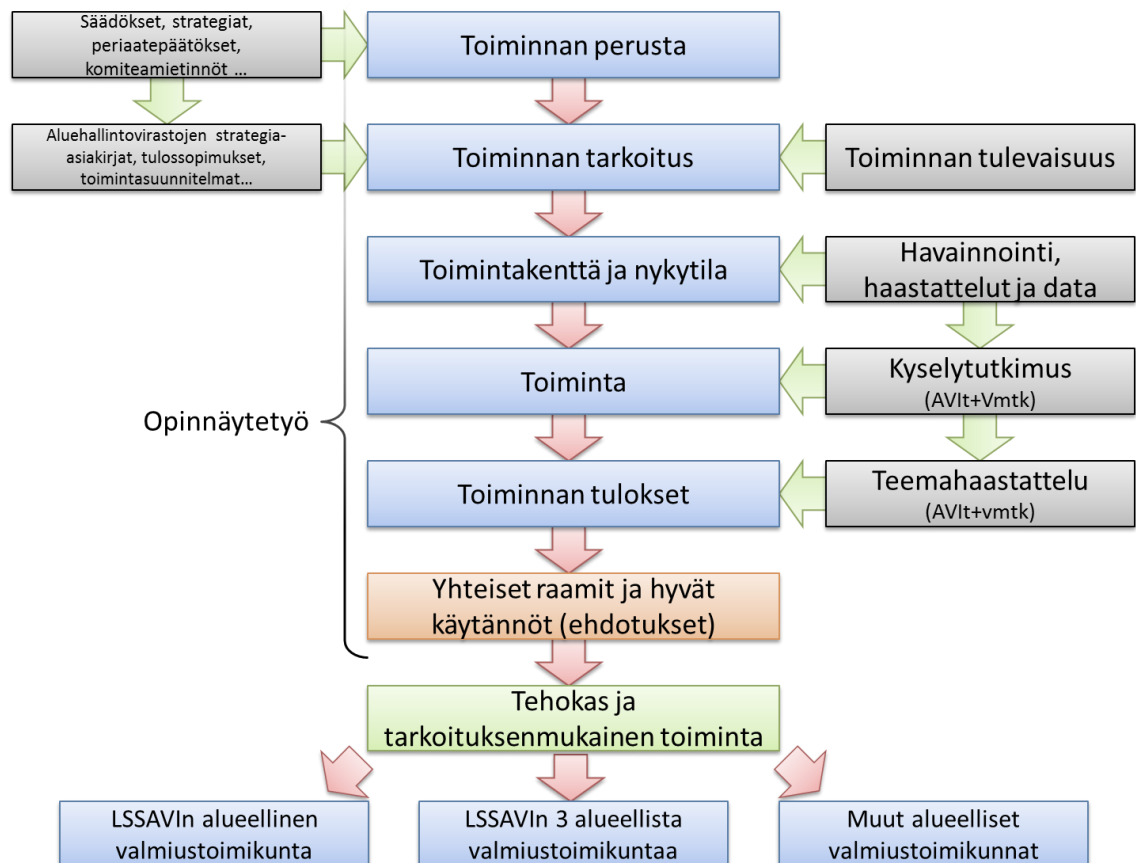 Säädökset, strategiat,
periaatepäätökset,
komiteamietinnöt ...
Toiminnan perusta
Aluehallintovirastojen strategia-
asiakirjat, tulossopimukset,
toimintasuunnitelmat...
Toiminnan tarkoitus
Toiminnan tulevaisuus
Toimintakenttä ja nykytila
Havainnointi,
haastattelut ja data
Toiminta
Kyselytutkimus
(AVIt+Vmtk)
Opinnäytetyö
Toiminnan tulokset
Teemahaastattelu
(AVIt+vmtk)
Yhteiset raamit ja hyvät
käytännöt (ehdotukset)
Tehokas ja
tarkoituksenmukainen toiminta
LSSAVIn alueellinen
valmiustoimikunta
LSSAVIn 3 alueellista
valmiustoimikuntaa
Muut alueelliset
valmiustoimikunnat